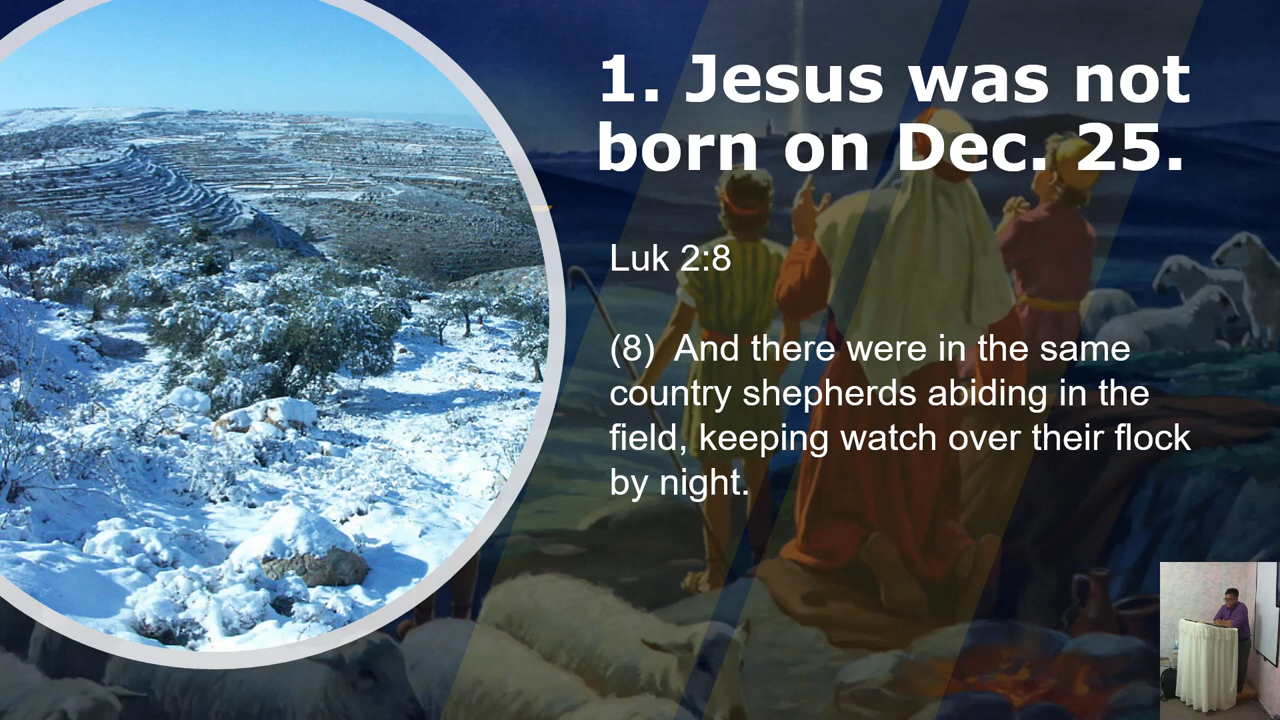 1. Jesus was not
born on Dec. 25.
Luk 2:8
(8)  And there were in the same
country shepherds abiding in the
field, keeping watch over their flock
by night.